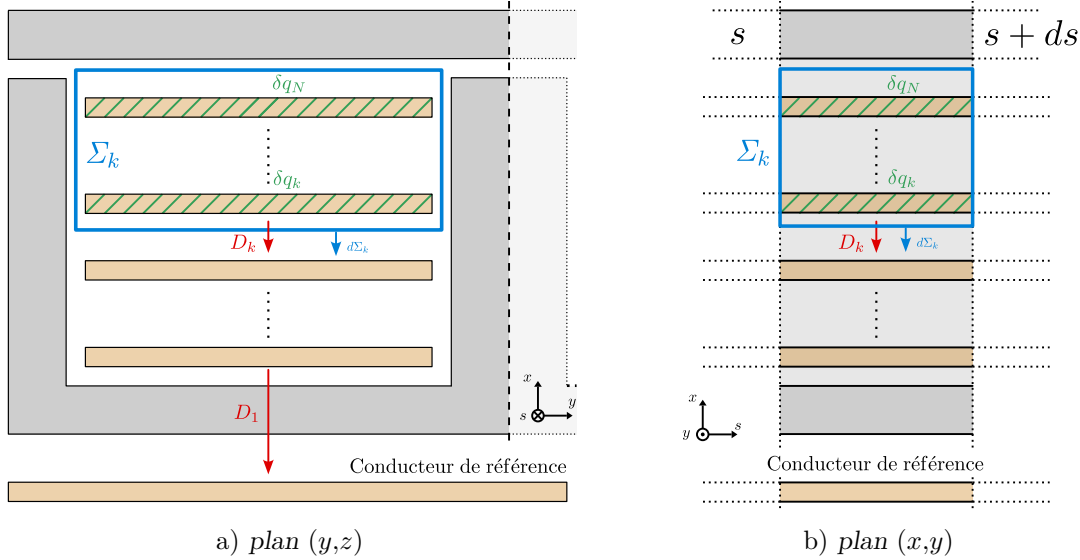 s
s + ds
δq_N
δq_N
Σ_k
Σ_k
δq_k
δq_k
D_k
dΣ_k
D_k
dΣ_k
x
y
s
D_1
x
s
y
Conducteur de référence
Conducteur de référence
a) plan (y,z)
b) plan (x,y)